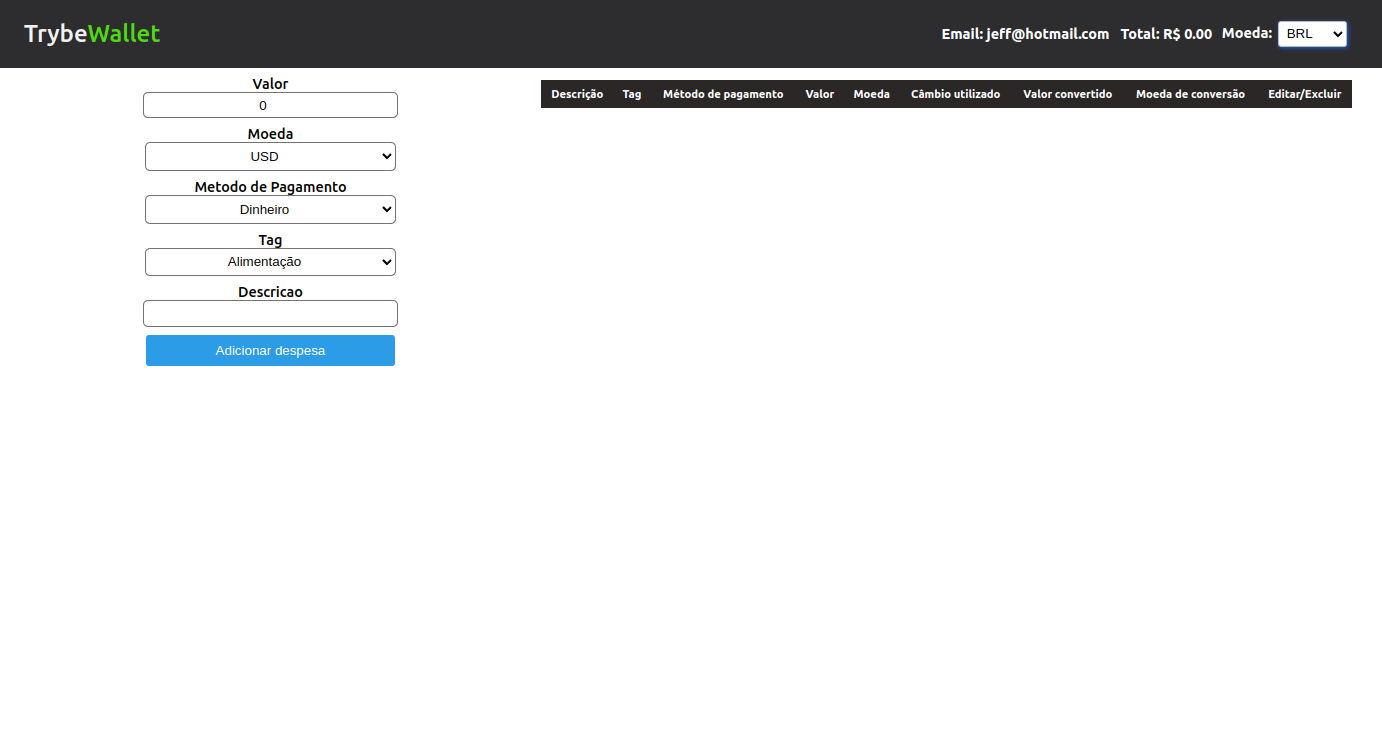 TrybeWallet
Email: jeff@hotmail.com Total: R$ 0.00 Moeda: BRL
Valor
0
Moeda
USD
Metodo de Pagamento
Dinheiro
Tag
Alimentação
Descricao
Adicionar despesa
Descrição Tag Método de pagamento Valor Moeda Câmbio utilizado Valor convertido Moeda de conversão Editar/Excluir